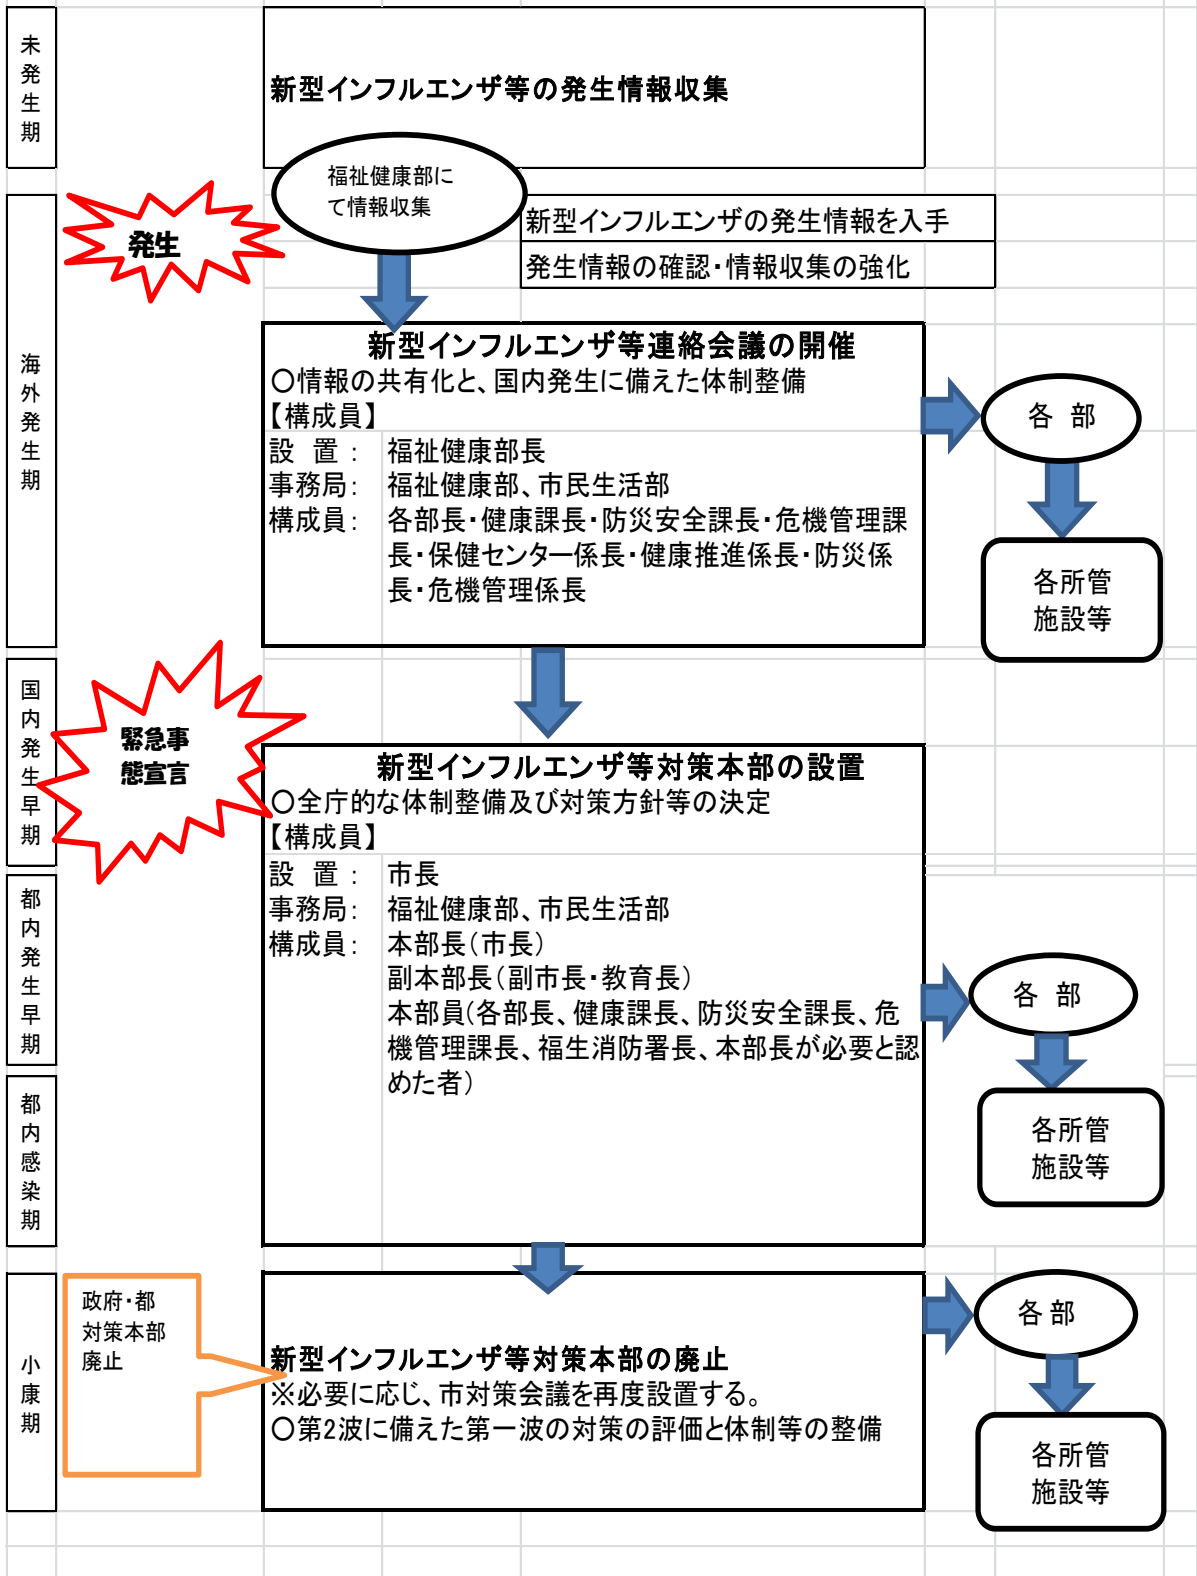 未発生期
新型インフルエンザ等の発生情報収集
福祉健康部に
て情報収集
海外発生期
発生
新型インフルエンザの発生情報を入手
発生情報の確認・情報収集の強化
新型インフルエンザ等連絡会議の開催
○情報の共有化と、国内発生に備えた体制整備
【構成員】
設　置： 福祉健康部長
事務局： 福祉健康部、市民生活部
構成員： 各部長・健康課長・防災安全課長・危機管理課
長・保健センター係長・健康推進係長・防災係
長・危機管理係長
各　部
各所管
施設等
国内発生早期
緊急事
態宣言
新型インフルエンザ等対策本部の設置
○全庁的な体制整備及び対策方針等の決定
【構成員】
設　置： 市長
事務局： 福祉健康部、市民生活部
構成員： 本部長（市長）
副本部長（副市長・教育長）
本部員（各部長、健康課長、防災安全課長、危
機管理課長、福生消防署長、本部長が必要と認
めた者）
都内発生早期
都内感染期
各　部
各所管
施設等
小康期
政府・都
対策本部
廃止
新型インフルエンザ等対策本部の廃止
※必要に応じ、市対策会議を再度設置する。
○第2波に備えた第一波の対策の評価と体制等の整備
各 部
各所管
施設等